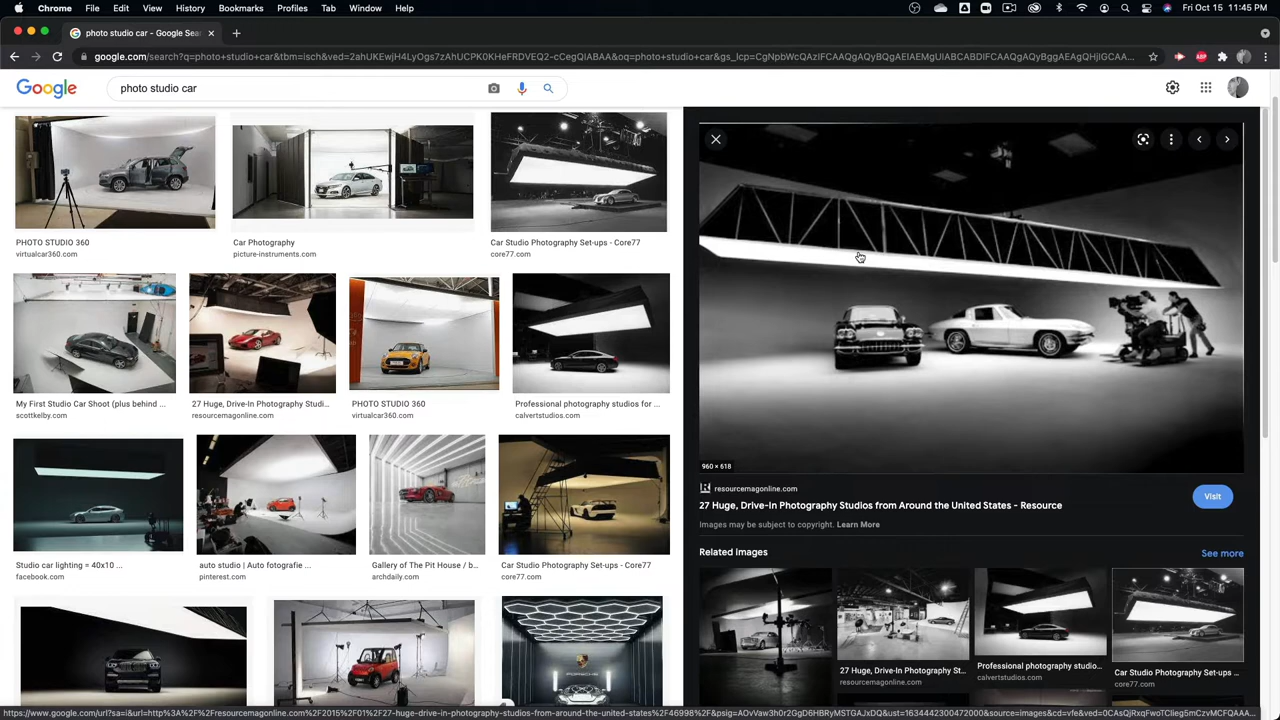 Chrome File Edit View History Bookmarks Profiles Tab Window Help Fri Oct 15 11:45 PM
photo studio car - Google Sea
Google
photo studio car
PHOTO STUDIO 360
virtualcar360.com
Car Photography
picture-instruments.com
Car Studio Photography Set-ups - Core77
core77.com
My First Studio Car Shoot (plus behind ...
scottkelby.com
27 Huge, Drive-In Photography Studi...
resourcemagonline.com
PHOTO STUDIO 360
virtualcar360.com
Professional photography studios for ...
calvertstudios.com
Studio car lighting = 40x10 ...
facebook.com
auto studio | Auto fotografie ...
pinterest.com
Gallery of The Pit House / b...
archdaily.com
Car Studio Photography Set-ups - Core77
core77.com
PORSCHE
960 × 618
resourcemagonline.com
27 Huge, Drive-In Photography Studios from Around the United States - Resource
Visit
Images may be subject to copyright. Learn More
Related images
See more
27 Huge, Drive-In Photography St...
resourcemagonline.com
Professional photography studio...
calvertstudios.com
Car Studio Photography Set-ups ...
core77.com